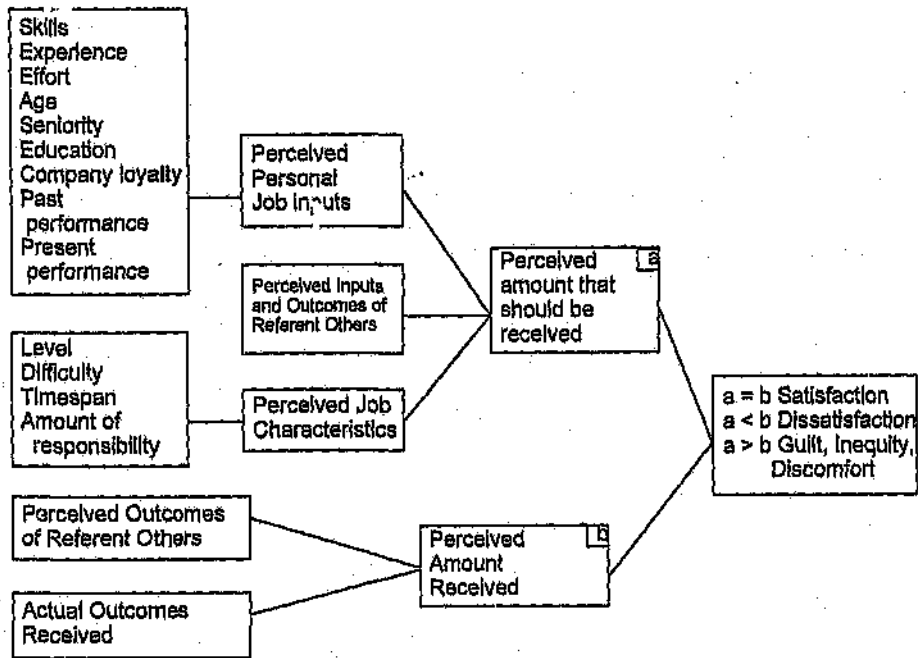 Skills
Experience
Effort
Age
Seniority
Education
Company loyalty
Past
performance
Present
performance
Perceived
Personal
Job Inputs
Perceived Inputs
and Outcomes of
Referent Others
Level
Difficulty
Timespan
Amount of
responsibility
Perceived Job
Characteristics
Perceived
amount that
should be
received
a
a = b Satisfaction
a < b Dissatisfaction
a > b Guilt, Inequity,
Discomfort
Perceived Outcomes
of Referent Others
Actual Outcomes
Received
Perceived
Amount
Received
b